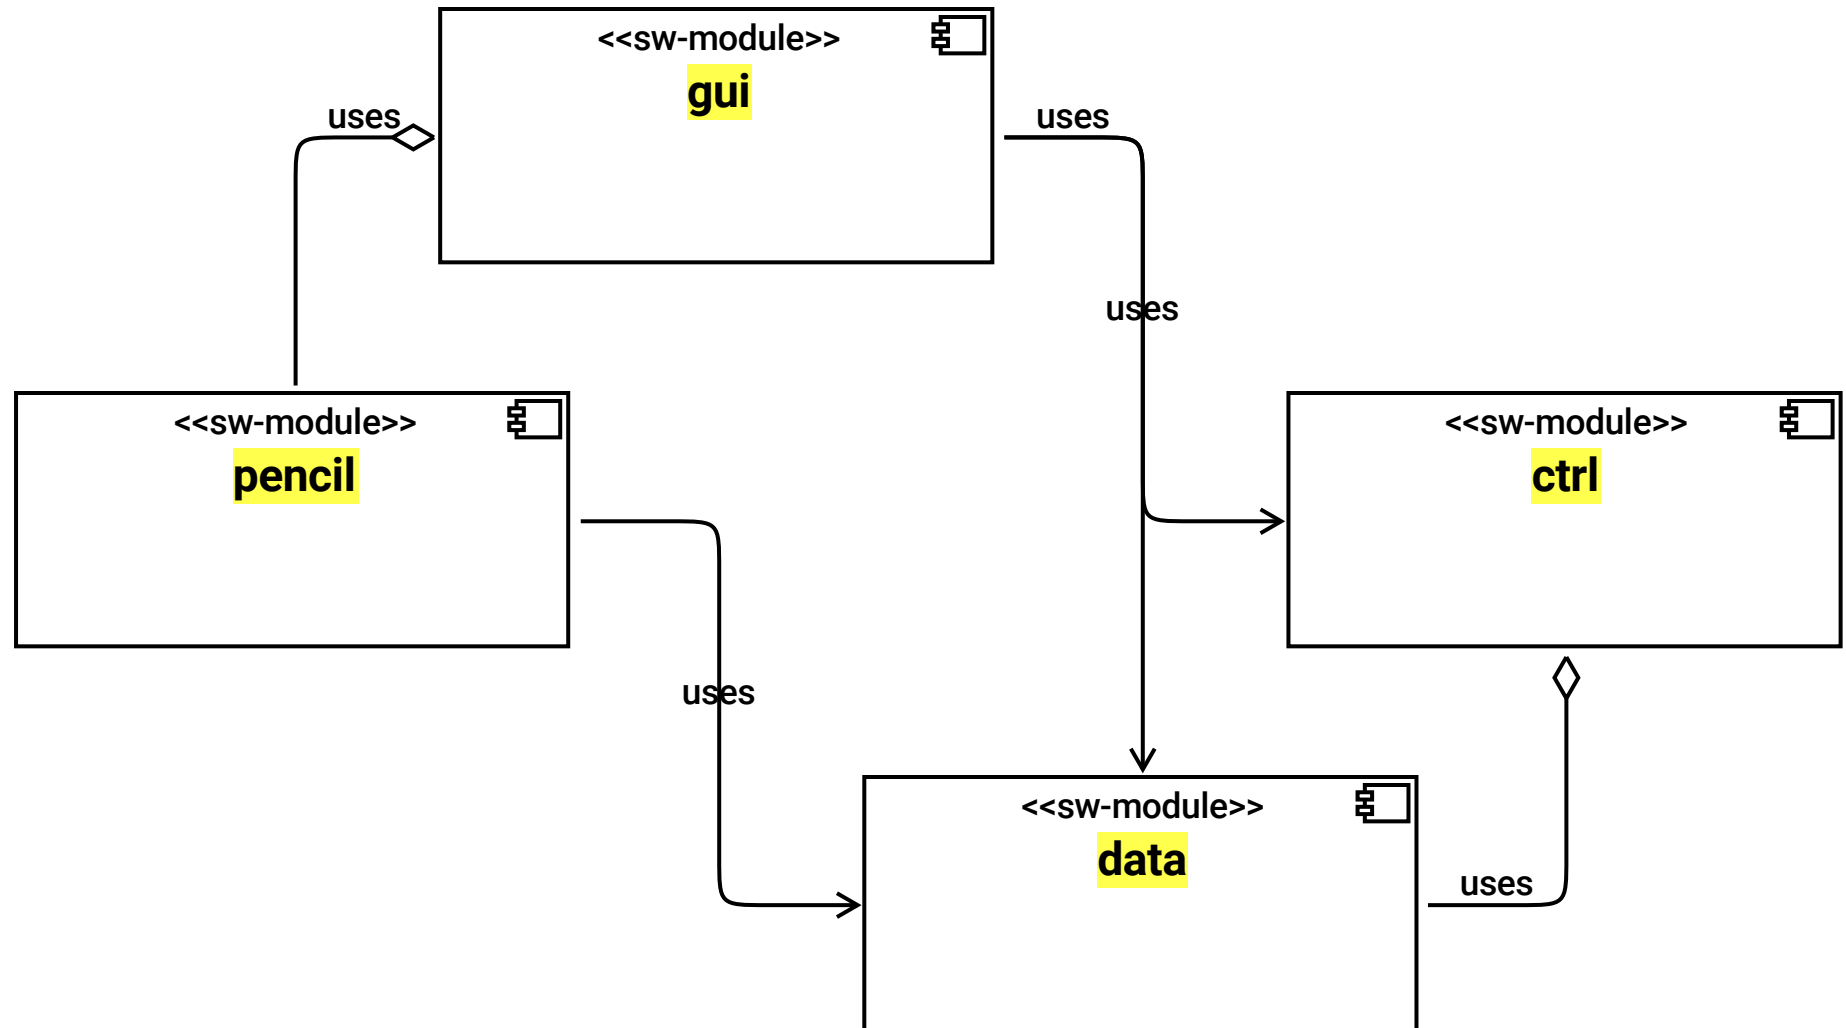 <<sw-module>>
gui
uses
uses
uses
<<sw-module>>
pencil
<<sw-module>>
ctrl
uses
<<sw-module>>
data
uses